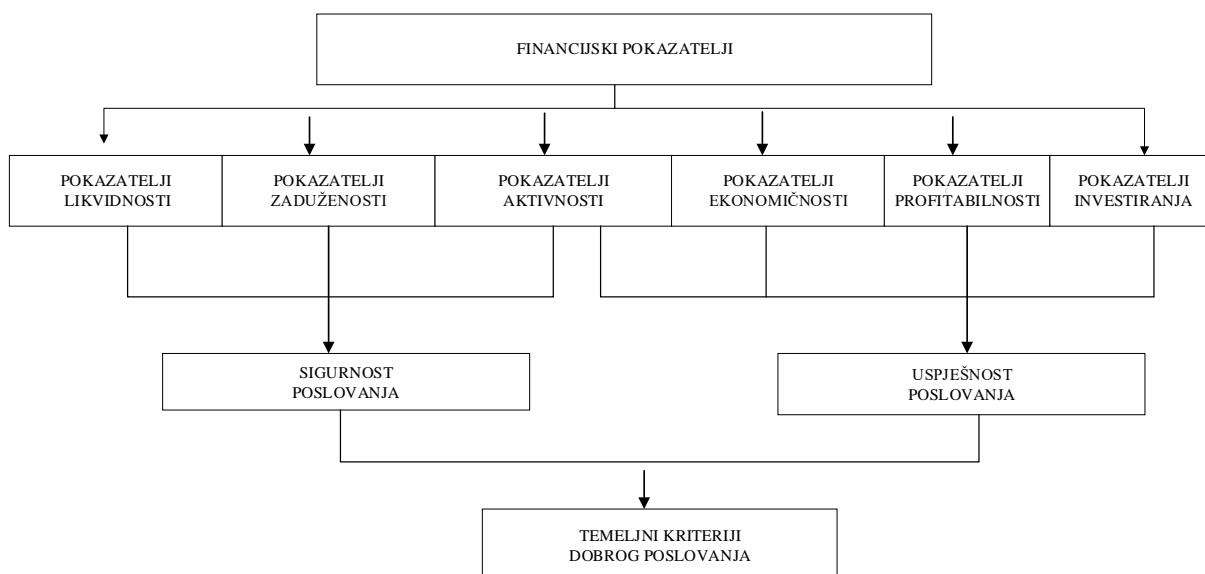 FINANCIJSKI POKAZATELJI
POKAZATELJI
LIKVIDNOSTI
POKAZATELJI
ZADUŽENOSTI
POKAZATELJI
AKTIVNOSTI
POKAZATELJI
EKONOMIČNOSTI
POKAZATELJI
PROFITABILNOSTI
POKAZATELJI
INVESTIRANJA
SIGURNOST
POSLOVANJA
USPJEŠNOST
POSLOVANJA
TEMELJNI KRITERIJI
DOBROG POSLOVANJA